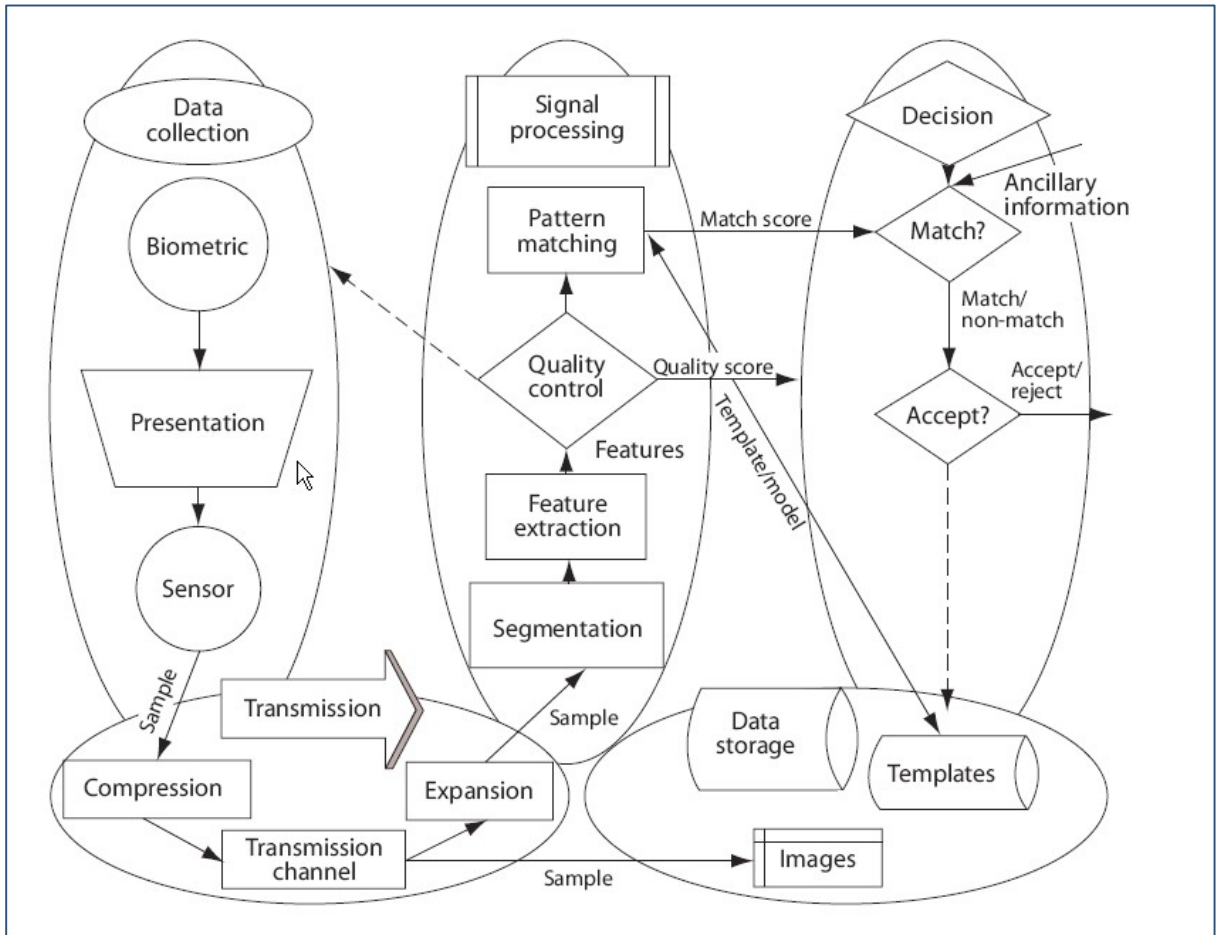 Data
collection
Biometric
Presentation
Sensor
Sample
Transmission
Compression
Transmission
channel
Expansion
Sample
Sample
Signal
processing
Pattern
matching
Match score
Quality
control
Quality score
Features
Feature
extraction
Segmentation
Template/model
Decision
Ancillary
information
Match?
Match/
non-match
Accept?
Accept/
reject
Data
storage
Templates
Images